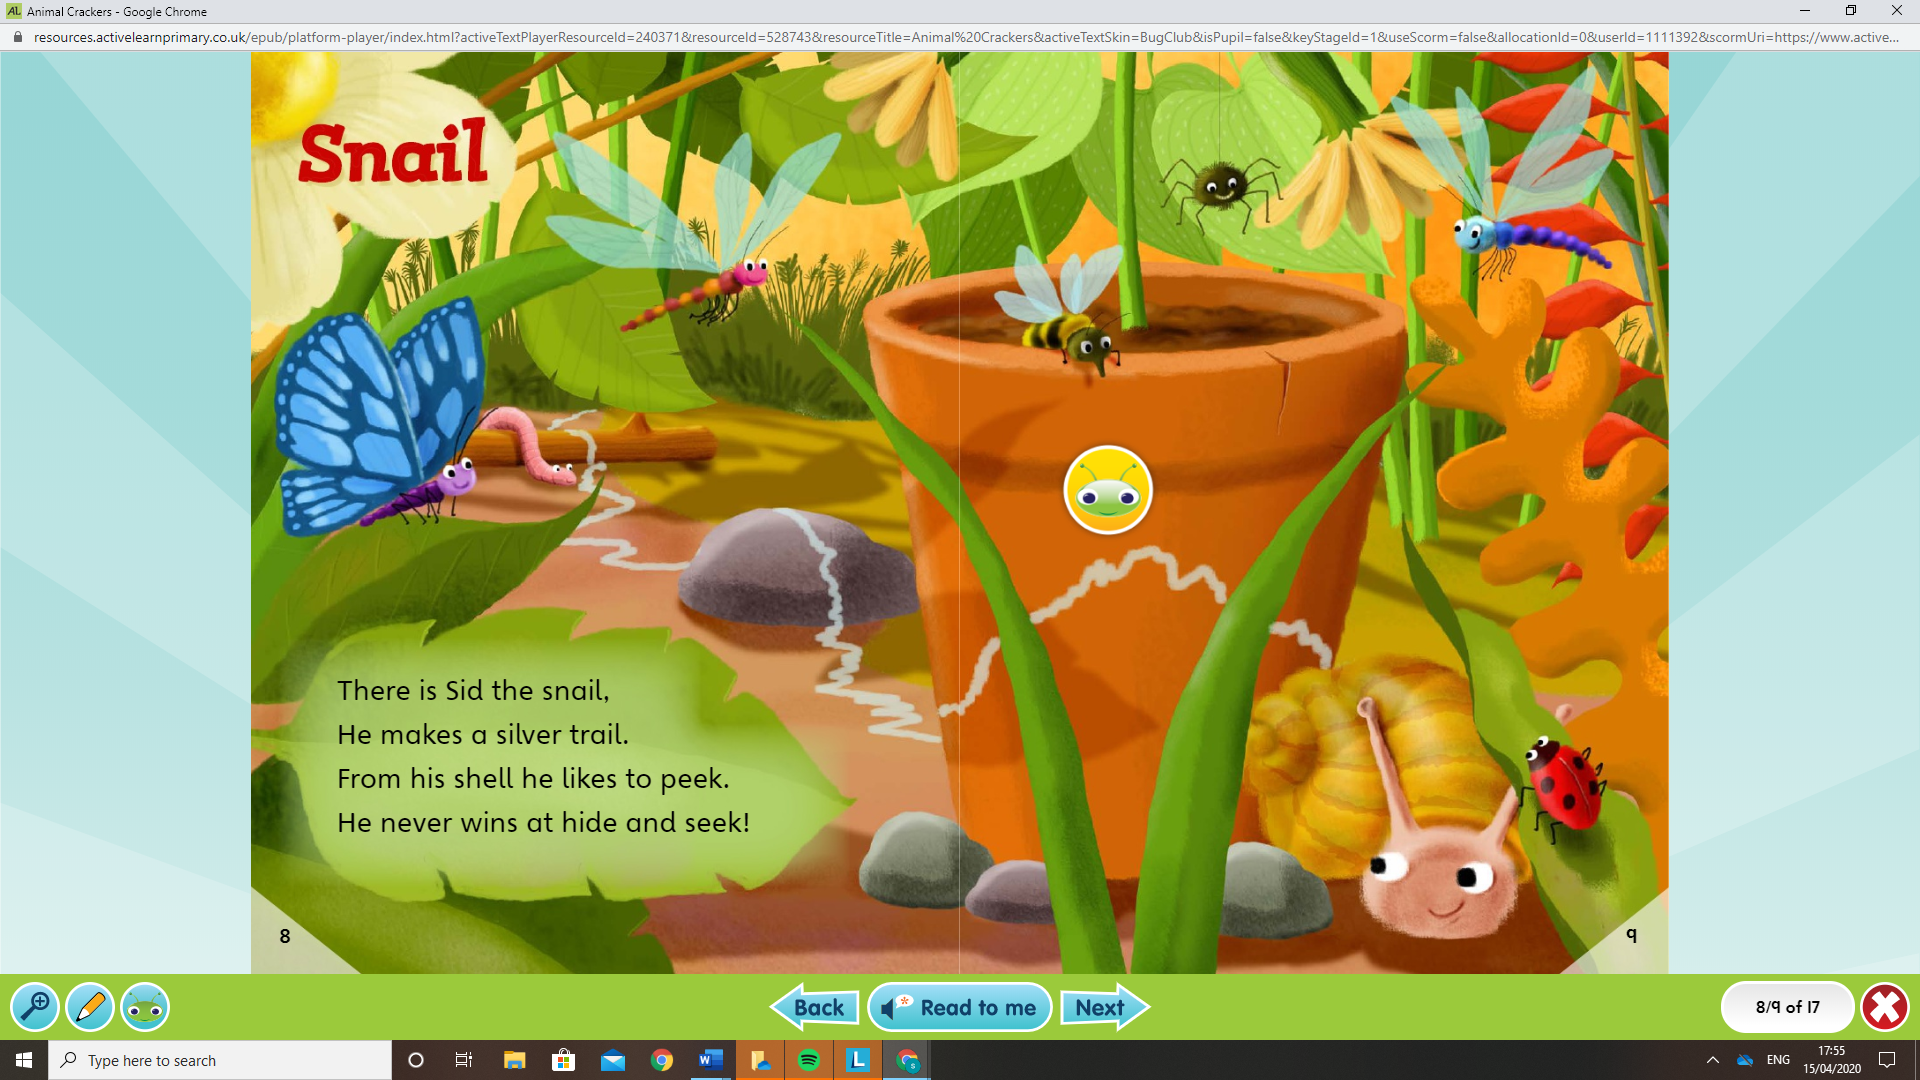 AL Animal Crackers - Google Chrome
resources.activelearnprimary.co.uk/epub/platform-player/index.html?activeTextPlayerResourceId=240371&resourceId=528743&resourceTitle=Animal%20Crackers&activeTextSkin=BugClub&isPupil=false&keyStageId=1&useScorm=false&allocationId=0&userId=1111392&scormUri=https://www.active...
Snail
There is Sid the snail,
He makes a silver trail.
From his shell he likes to peek.
He never wins at hide and seek!
8
9
Back
Read to me
Next
8/9 of 17
Type here to search
W
L
S
ENG
17:55
15/04/2020